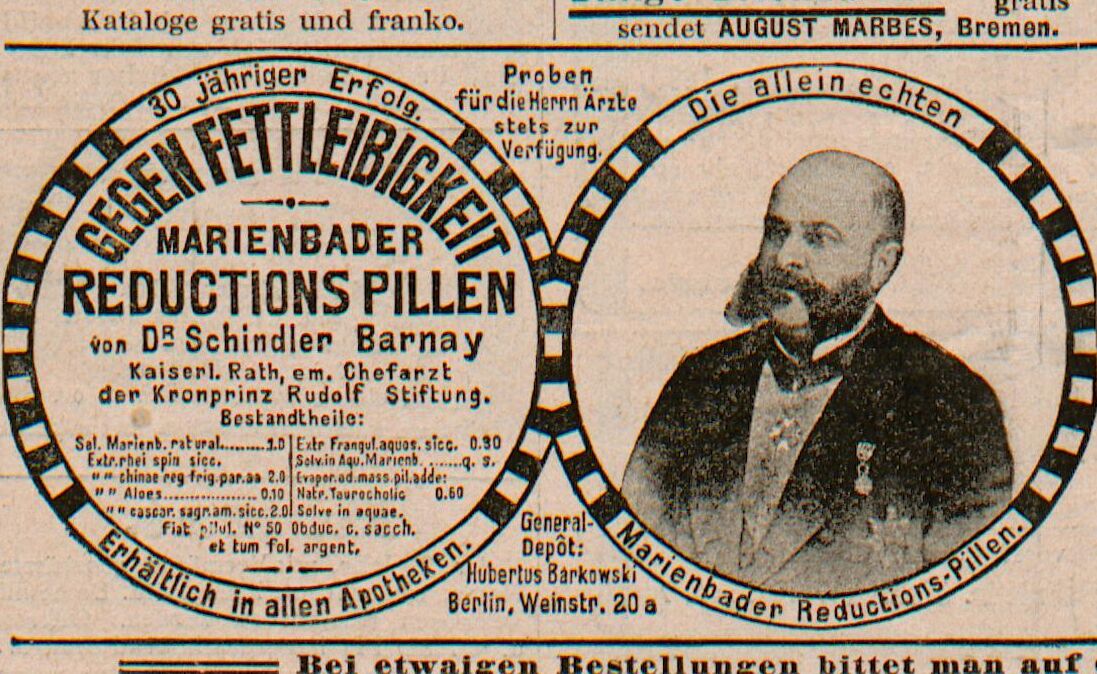 Kataloge gratis und franko.
gratis
sendet AUGUST MARBES, Bremen.
30 jähriger Erfolg.
GEGEN FETTLEIBIGKEIT
MARIENBADER
REDUCTIONS PILLEN
von DR Schindler Barnay
Kaiserl. Rath, em. Chefarzt
der Kronprinz Rudolf Stiftung.
Bestandtheile:
Sal. Marienb. natural......... 1.0
Extr. rhei spin sicc.
" " chinae reg frig. par. aa 2.0
" " Aloes................ 0.10
" " cascar. sagr. am. sicc. 2.0
Extr Frangul. aquos. sicc. 0.30
Solv. in Aqu. Marienb. ......q. s.
Evapor. ad. mass. pil. adde:
Natr. Taurocholic 0.60
Solve in aquae.
Fiat pilul. No 50 Obduc. c. sacch.
et tum fol. argent.
Erhältlich in allen Apotheken.
Proben
für die Herrn Ärzte
stets zur
Verfügung.
General-
Depôt:
Hubertus Barkowski
Berlin, Weinstr. 20 a
Die allein echten
Marienbader Reductions-Pillen.
Bei etwaigen Bestellungen bittet man auf